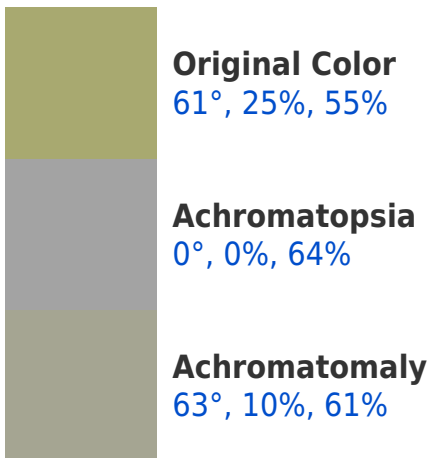 Original Color
61°, 25%, 55%
Achromatopsia
0°, 0%, 64%
Achromatomaly
63°, 10%, 61%